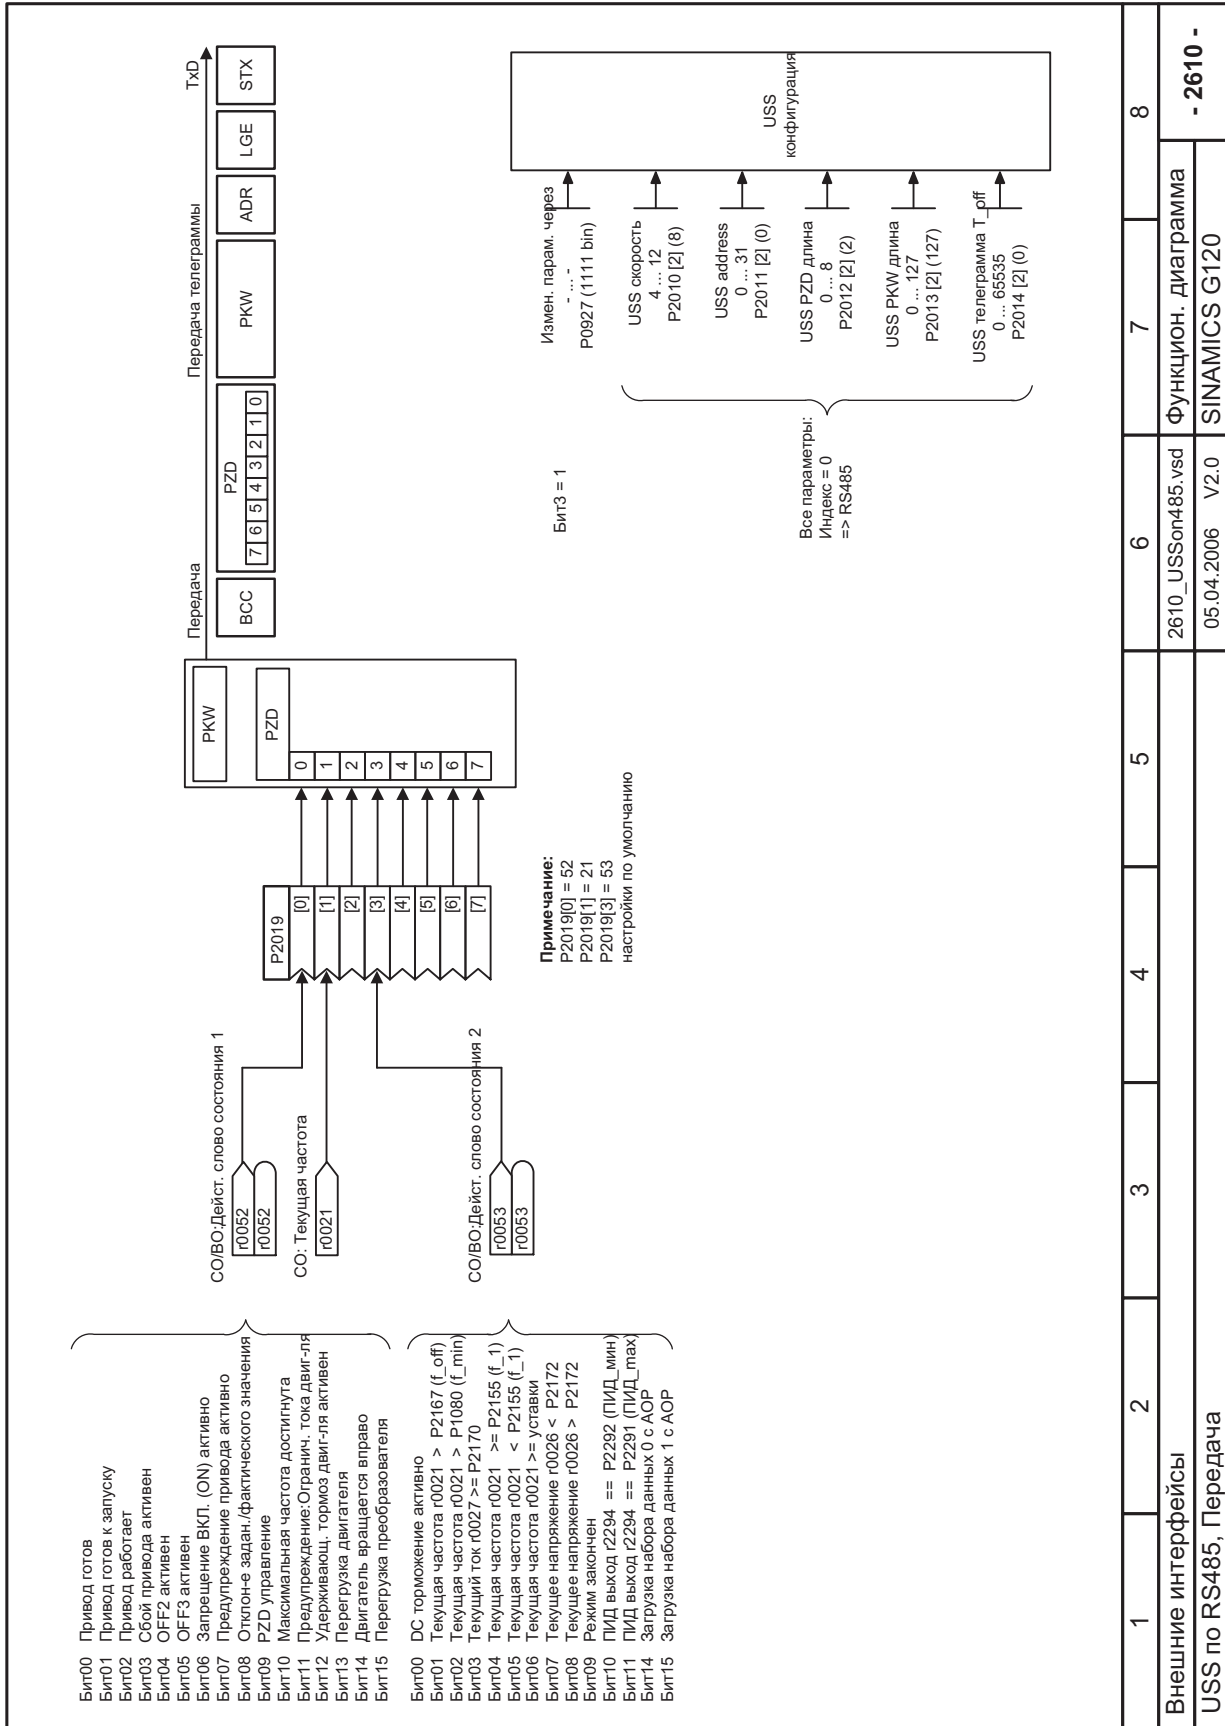 Бит00 Привод готов
Бит01 Привод готов к запуску
Бит02 Привод работает
Бит03 Сбой привода активен
Бит04 OFF2 активен
Бит05 OFF3 активен
Бит06 Запрещение ВКЛ. (ON) активно
Бит07 Предупреждение привода активно
Бит08 Отклон-е задан./фактического значения
Бит09 PZD управление
Бит10 Максимальная частота достигнута
Бит11 Предупреждение:Огранич. тока двиг-ля
Бит12 Удерживающ. тормоз двиг-ля активен
Бит13 Перегрузка двигателя
Бит14 Двигатель вращается вправо
Бит15 Перегрузка преобразователя
Бит00 DC торможение активно
Бит01 Текущая частота r0021 > P2167 (f_off)
Бит02 Текущая частота r0021 > P1080 (f_min)
Бит03 Текущий ток r0027 >= P2170
Бит04 Текущая частота r0021 >= P2155 (f_1)
Бит05 Текущая частота r0021 < P2155 (f_1)
Бит06 Текущая частота r0021 >= уставки
Бит07 Текущее напряжение r0026 < P2172
Бит08 Текущее напряжение r0026 > P2172
Бит09 Режим закончен
Бит10 ПИД выход r2294 == P2292 (ПИД_мин)
Бит11 ПИД выход r2294 == P2291 (ПИД_max)
Бит14 Загрузка набора данных 0 с AOP
Бит15 Загрузка набора данных 1 с AOP
CO/BO:Дейст. слово состояния 1
r0052
r0052
CO: Текущая частота
r0021
CO/BO:Дейст. слово состояния 2
r0053
r0053
P2019
[0]
[1]
[2]
[3]
[4]
[5]
[6]
[7]
Примечание:
P2019[0] = 52
P2019[1] = 21
P2019[3] = 53
настройки по умолчанию
PKW
PZD
0
1
2
3
4
5
6
7
Передача
Передача телеграммы
TxD
BCC
PZD
7 6 5 4 3 2 1 0
PKW
ADR
LGE
STX
Бит3 = 1
Измен. парам. через
- ... -
P0927 (1111 bin)
USS скорость
4 ... 12
P2010 [2] (8)
USS address
0 ... 31
P2011 [2] (0)
USS PZD длина
0 ... 8
P2012 [2] (2)
USS PKW длина
0 ... 127
P2013 [2] (127)
USS телеграмма T_off
0 ... 65535
P2014 [2] (0)
Все параметры:
Индекс = 0
=> RS485
USS
конфигурация
1 2 3 4 5 6 7 8
Внешние интерфейсы
USS по RS485, Передача
2610_USSon485.vsd
05.04.2006 V2.0
Функцион. диаграмма
SINAMICS G120
- 2610 -